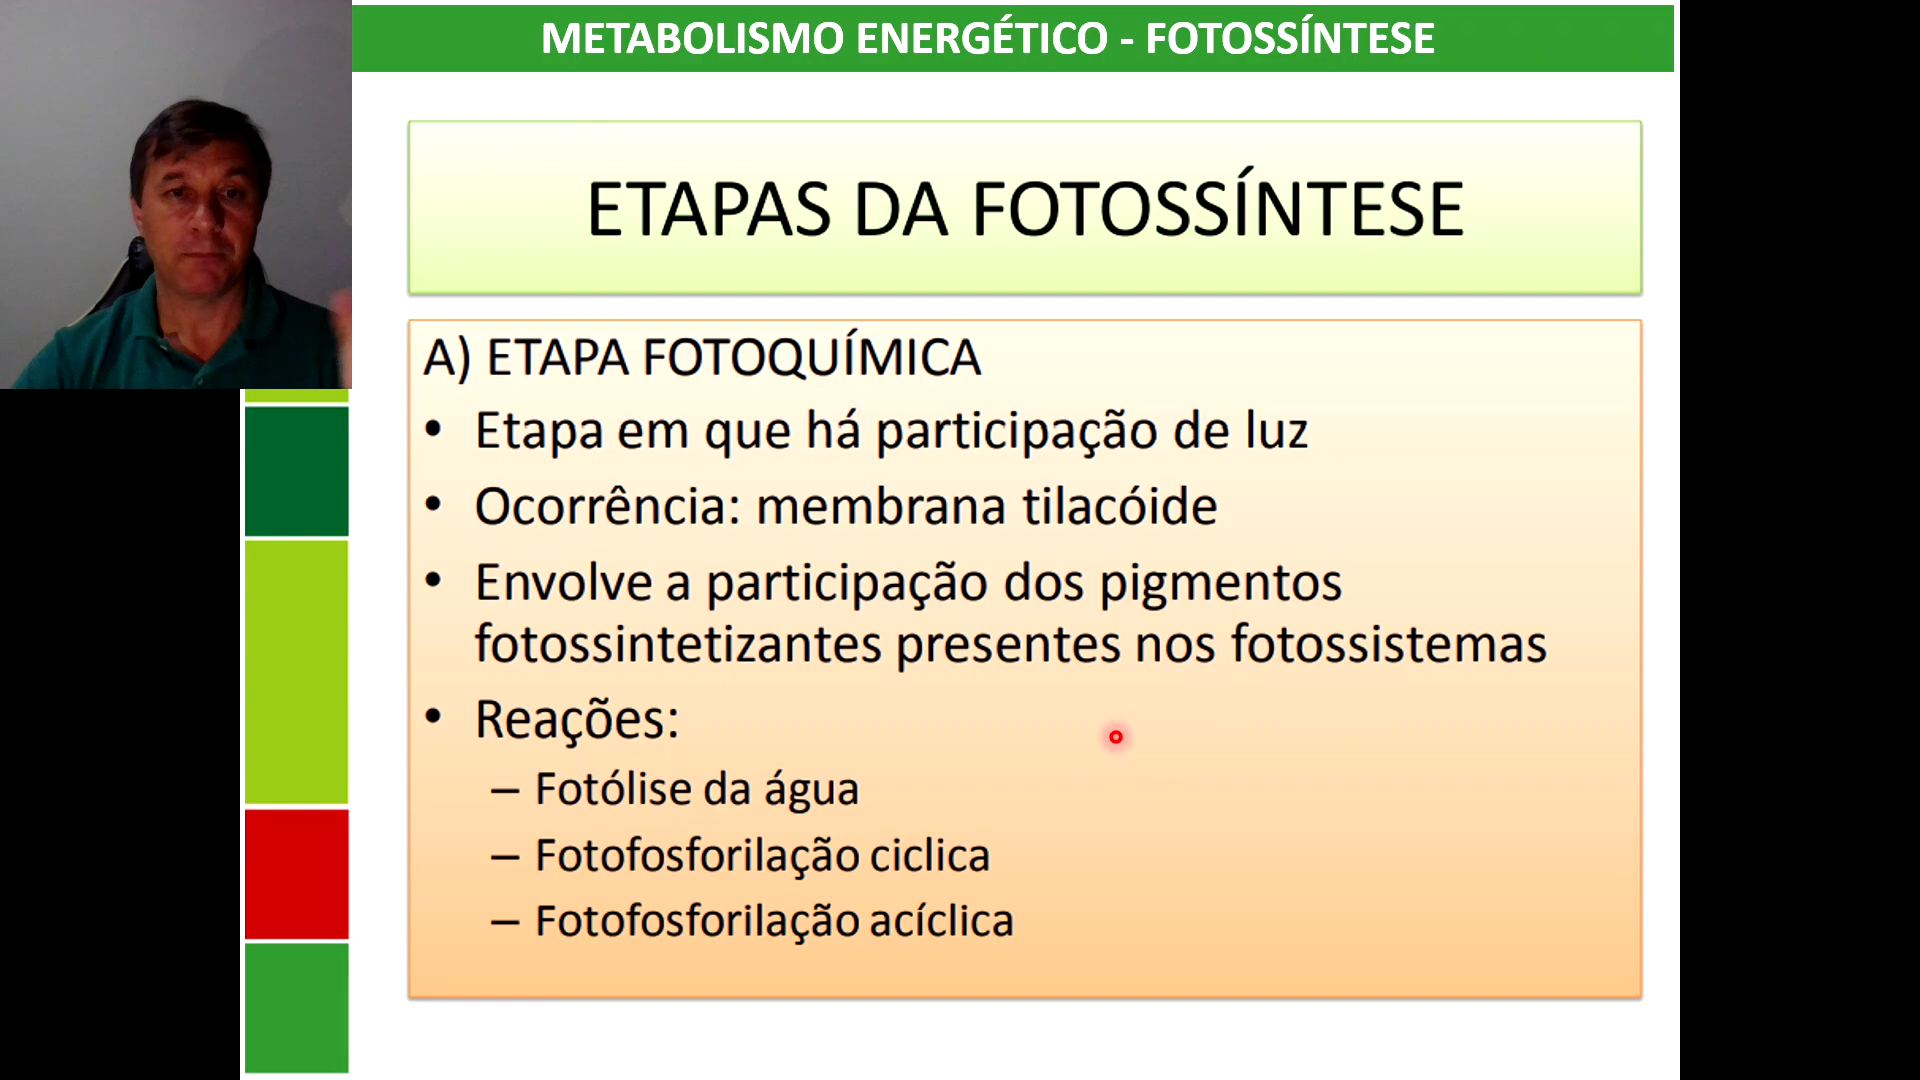 METABOLISMO ENERGÉTICO - FOTOSSÍNTESE
ETAPAS DA FOTOSSÍNTESE
A) ETAPA FOTOQUÍMICA
• Etapa em que há participação de luz
• Ocorrência: membrana tilacóide
• Envolve a participação dos pigmentos
fotossintetizantes presentes nos fotossistemas
• Reações:
– Fotólise da água
– Fotofosforilação ciclica
– Fotofosforilação acíclica